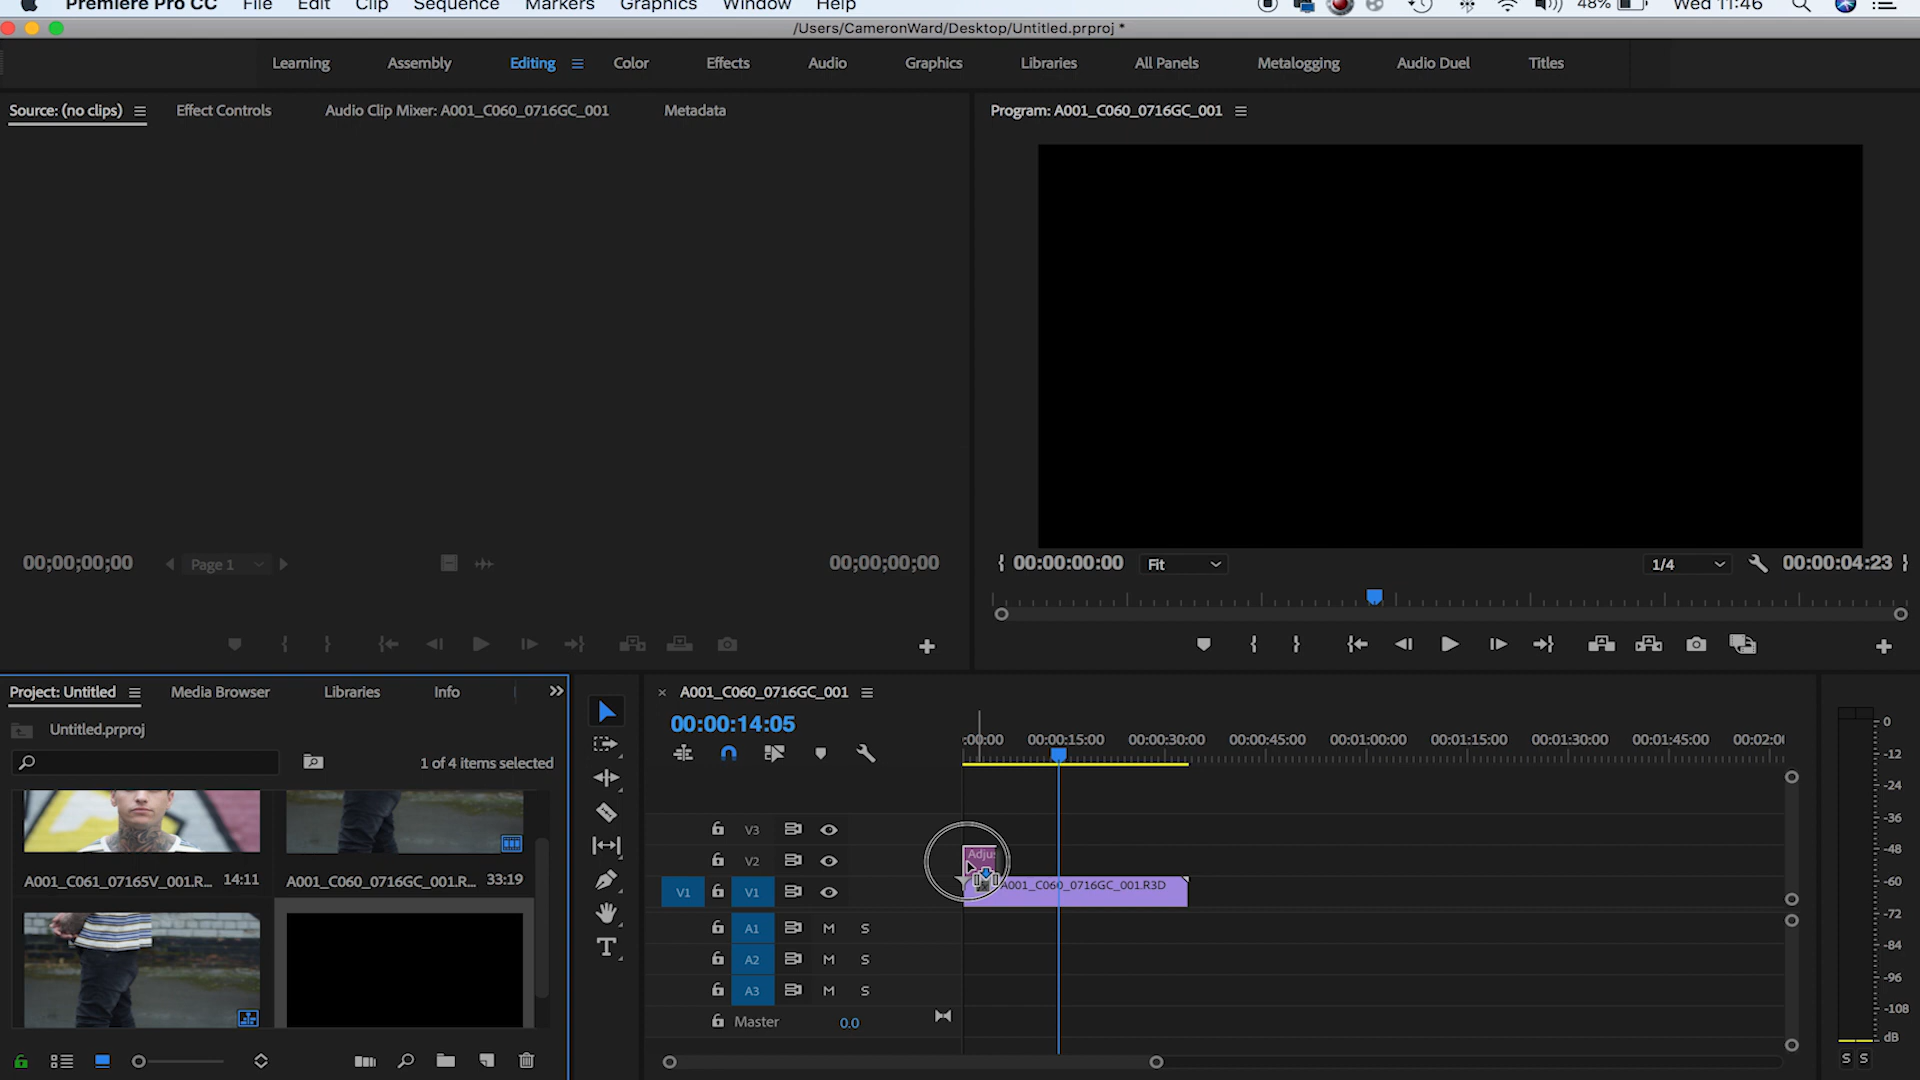 Premiere Pro CC File Edit Clip Sequence Markers Graphics Window Help 48% Wed 11:46
/Users/CameronWard/Desktop/Untitled.prproj *
Learning Assembly Editing Color Effects Audio Graphics Libraries All Panels Metalogging Audio Duel Titles
Source: (no clips) Effect Controls Audio Clip Mixer: A001_C060_0716GC_001 Metadata
Program: A001_C060_0716GC_001
00;00;00;00 Page 1 00;00;00;00
00:00:00:00 Fit 1/4 00:00:04:23
Project: Untitled Media Browser Libraries Info
Untitled.prproj
1 of 4 items selected
A001_C061_07165V_001.R... 14:11
A001_C060_0716GC_001.R... 33:19
A001_C060_0716GC_001
00:00:14:05
:00:00 00:00:15:00 00:00:30:00 00:00:45:00 00:01:00:00 00:01:15:00 00:01:30:00 00:01:45:00 00:02:00
V3
V2 Adjus
V1 V1 A001_C060_0716GC_001.R3D
A1 M S
A2 M S
A3 M S
Master 0.0
0
-12
-24
-36
-48
-60
-72
-84
-96
-108
dB
S S